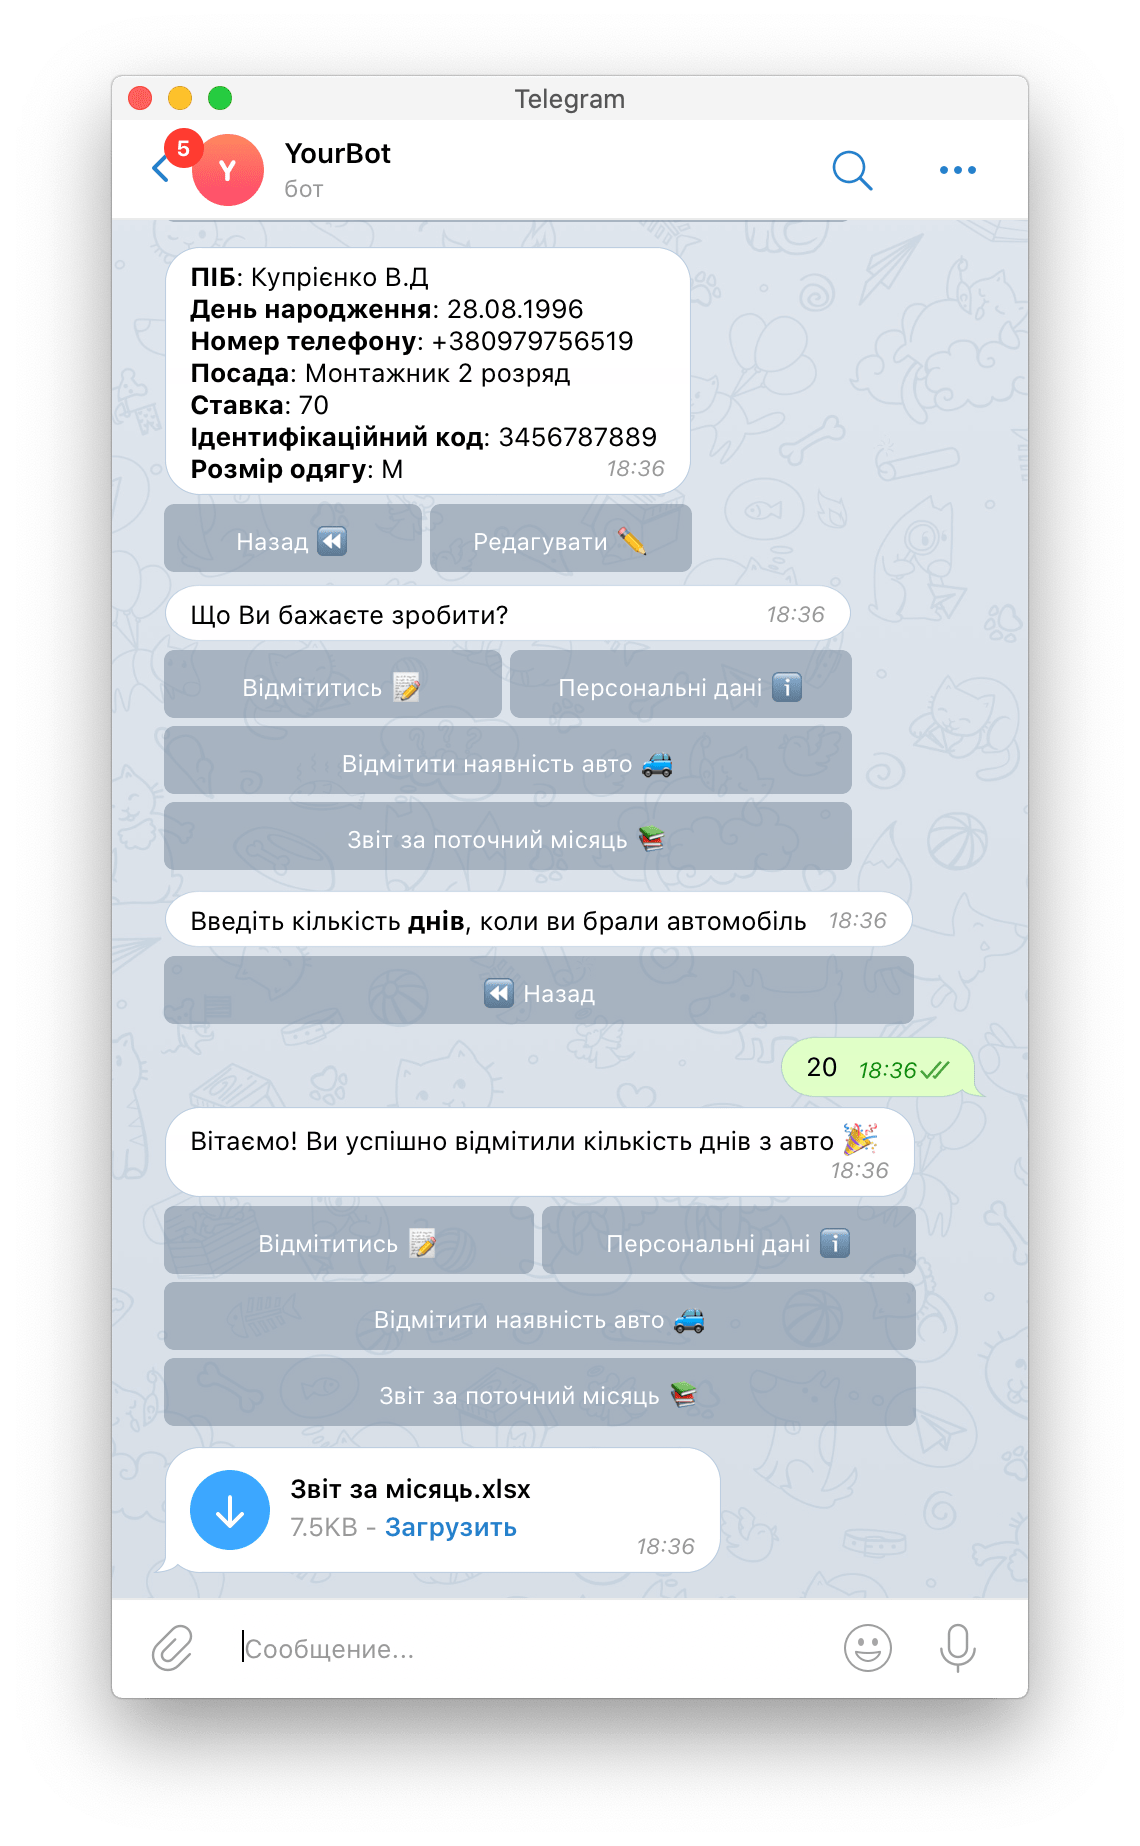 Telegram
5
Y
YourBot
бот
ПІБ: Купрієнко В.Д
День народження: 28.08.1996
Номер телефону: +380979756519
Посада: Монтажник 2 розряд
Ставка: 70
Ідентифікаційний код: 3456787889
Розмір одягу: M
18:36
Назад ⏪
Редагувати ✏️
Що Ви бажаєте зробити? 18:36
Відмітитись 📝
Персональні дані ℹ️
Відмітити наявність авто 🚙
Звіт за поточний місяць 📚
Введіть кількість днів, коли ви брали автомобіль 18:36
⏪ Назад
20 18:36
Вітаємо! Ви успішно відмітили кількість днів з авто 🎉
18:36
Відмітитись 📝
Персональні дані ℹ️
Відмітити наявність авто 🚙
Звіт за поточний місяць 📚
Звіт за місяць.xlsx
7.5KB - Загрузить
18:36
Сообщение...